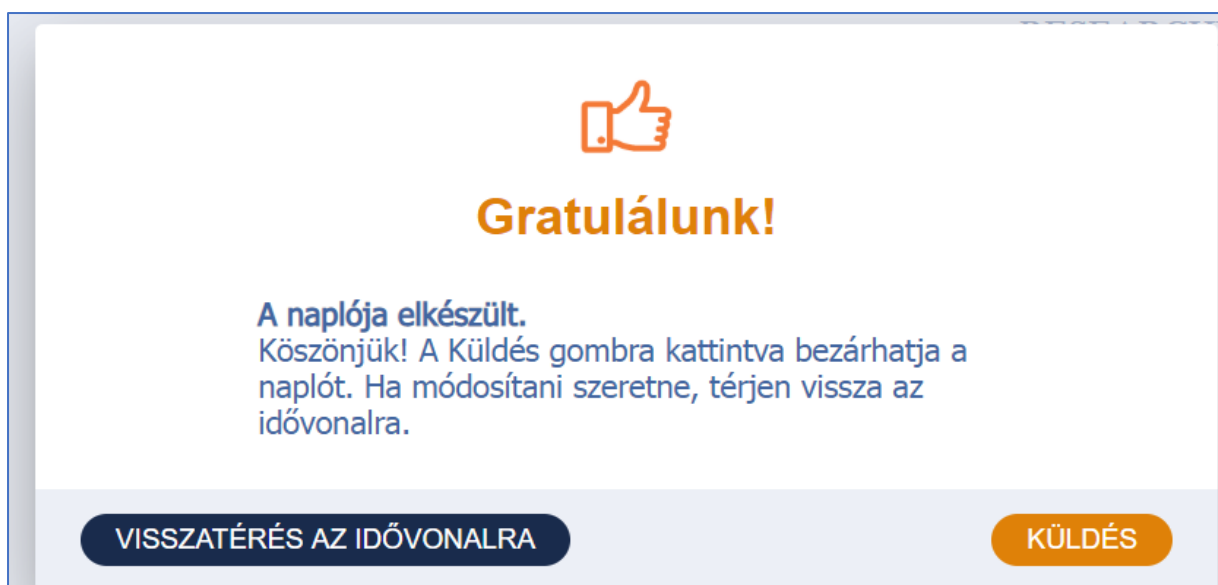 Gratulálunk!
A naplója elkészült.
Köszönjük! A Küldés gombra kattintva bezárhatja a
naplót. Ha módosítani szeretne, térjen vissza az
idővonalra.
VISSZATÉRÉS AZ IDŐVONALRA
KÜLDÉS